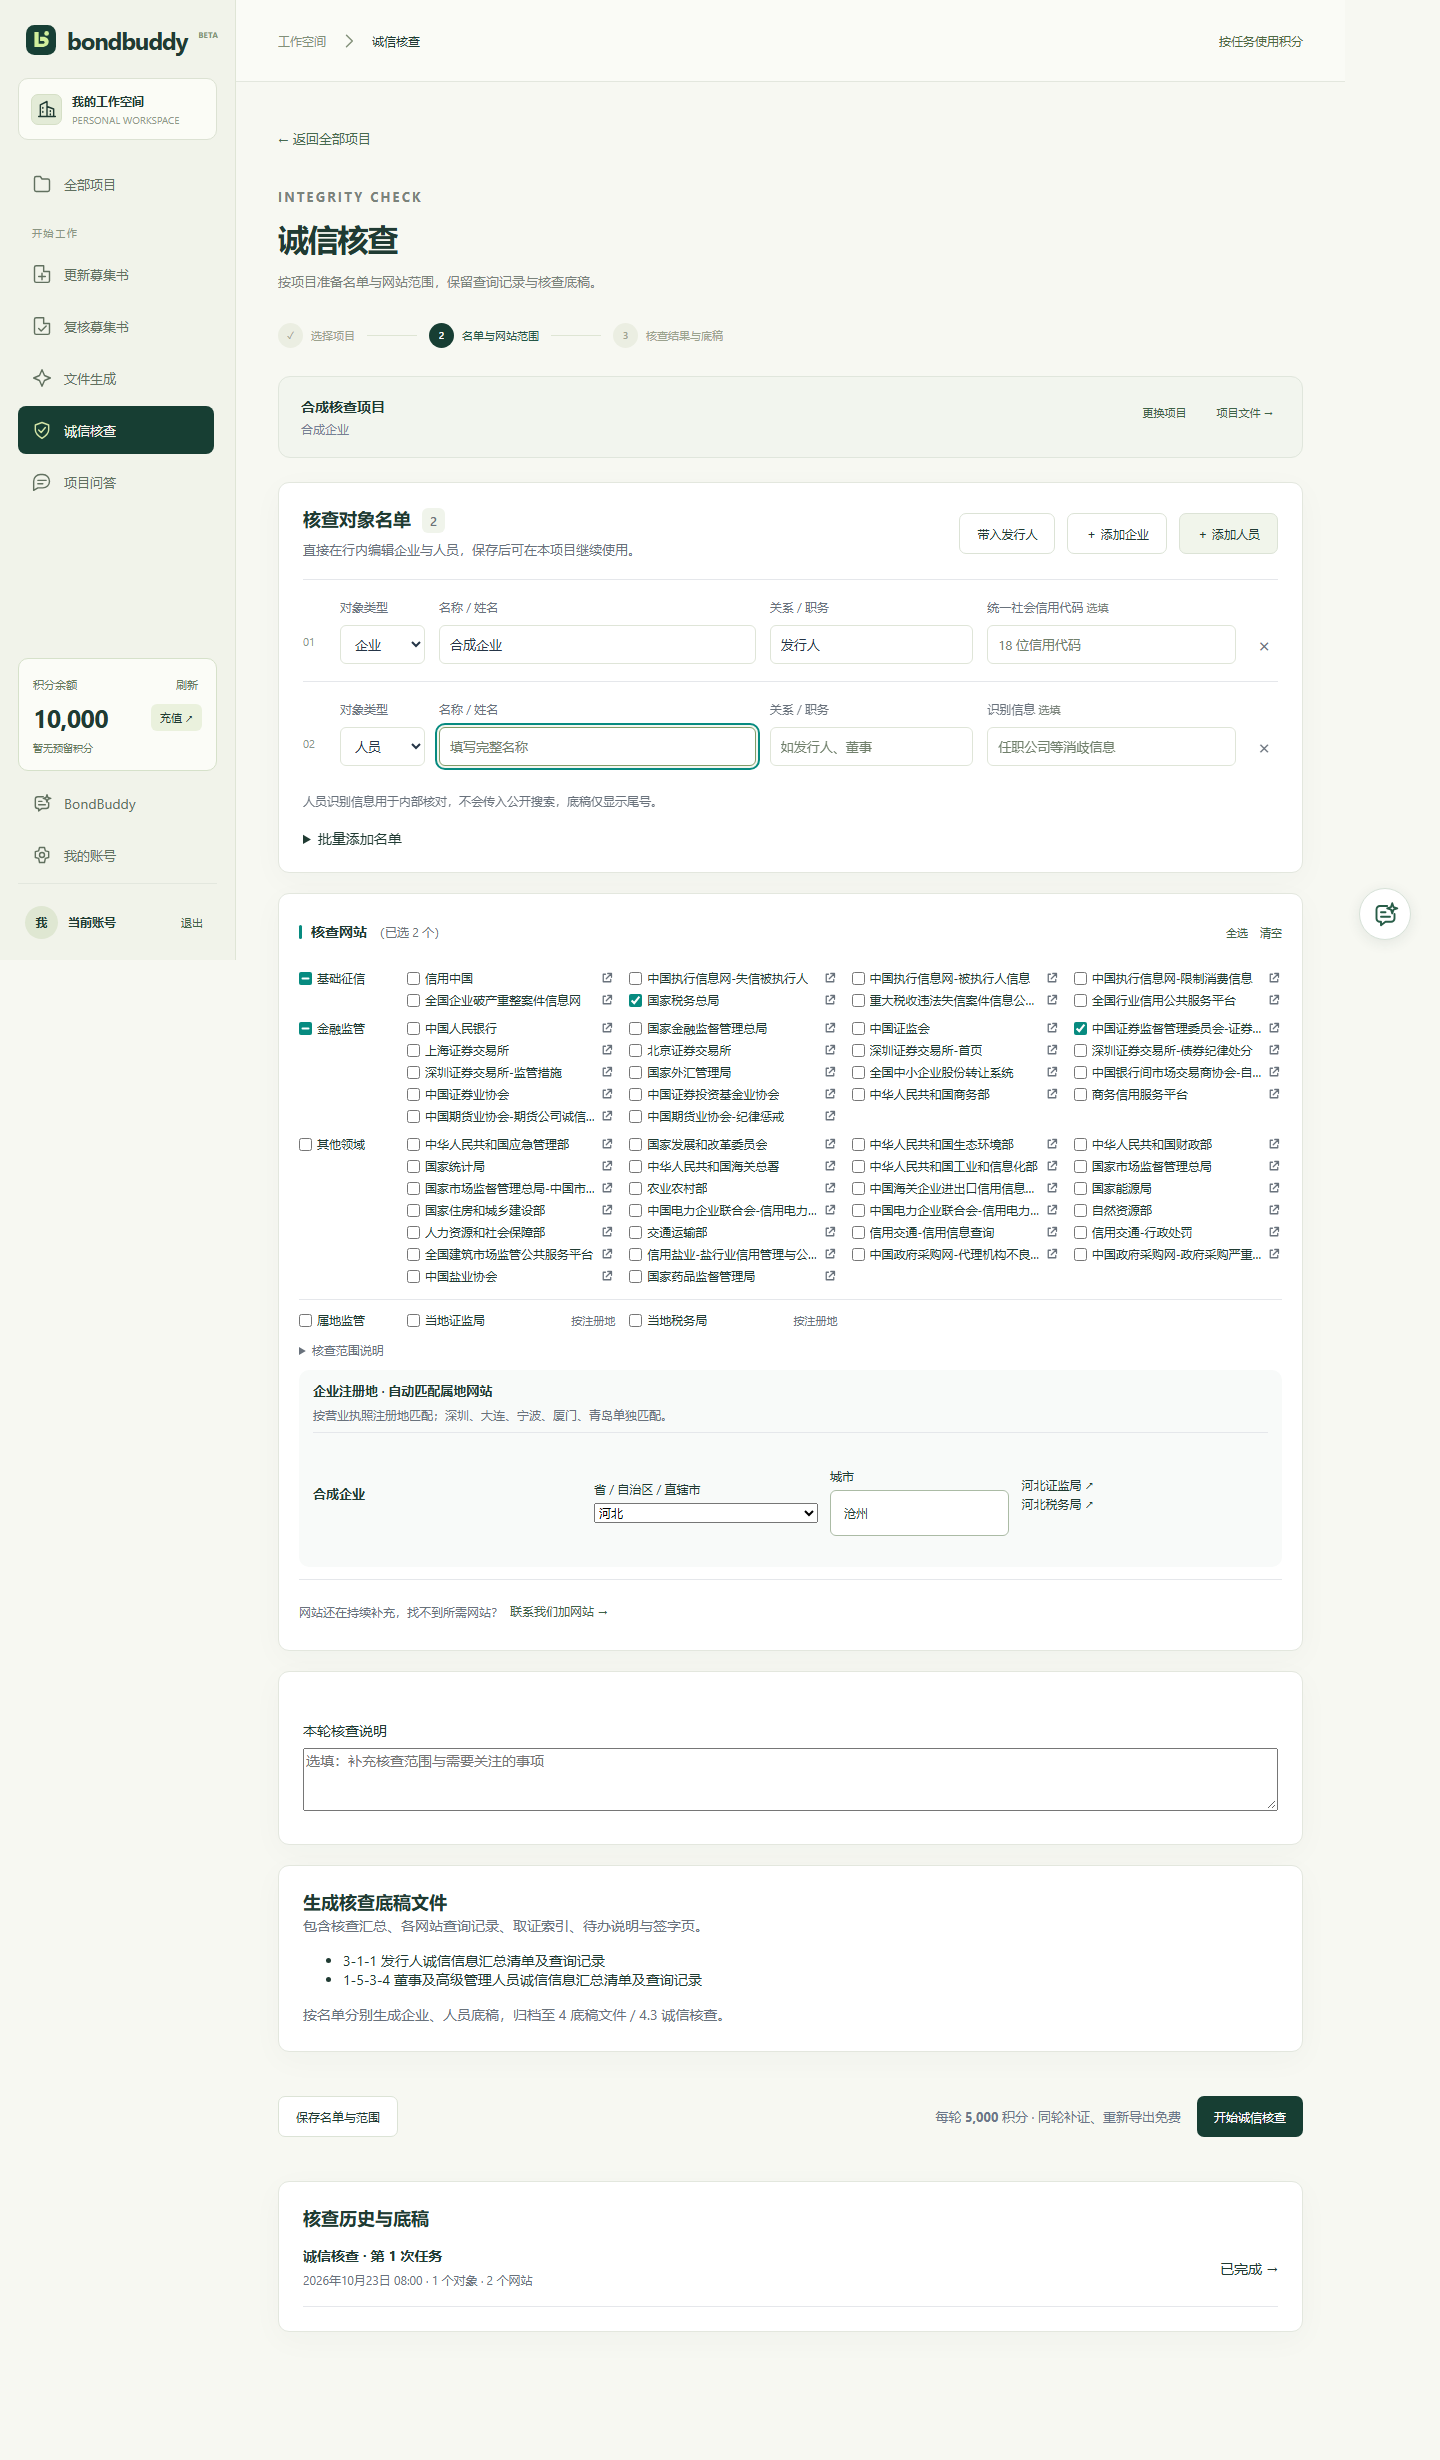 bondbuddy BETA
我的工作空间
PERSONAL WORKSPACE
全部项目
开始工作
更新募集书
复核募集书
文件生成
诚信核查
项目问答
积分余额 刷新
10,000 充值 ↗
暂无预留积分
BondBuddy
我的账号
我 当前账号 退出
工作空间 诚信核查 按任务使用积分
← 返回全部项目
INTEGRITY CHECK
诚信核查
按项目准备名单与网站范围，保留查询记录与核查底稿。
✓ 选择项目 2 名单与网站范围 3 核查结果与底稿
合成核查项目
合成企业
更换项目 项目文件 →
核查对象名单 2
直接在行内编辑企业与人员，保存后可在本项目继续使用。
带入发行人 + 添加企业 + 添加人员
对象类型 名称 / 姓名 关系 / 职务 统一社会信用代码 选填
01 企业 合成企业 发行人 18 位信用代码 ×
对象类型 名称 / 姓名 关系 / 职务 识别信息 选填
02 人员 填写完整名称 如发行人、董事 任职公司等消歧信息 ×
人员识别信息用于内部核对，不会传入公开搜索，底稿仅显示尾号。
▶ 批量添加名单
核查网站 (已选 2 个) 全选 清空
基础征信 信用中国 中国执行信息网-失信被执行人 中国执行信息网-被执行人信息 中国执行信息网-限制消费信息
全国企业破产重整案件信息网 国家税务总局 重大税收违法失信案件信息公... 全国行业信用公共服务平台
金融监管 中国人民银行 国家金融监督管理总局 中国证监会 中国证券监督管理委员会-证券...
上海证券交易所 北京证券交易所 深圳证券交易所-首页 深圳证券交易所-债券纪律处分
深圳证券交易所-监管措施 国家外汇管理局 全国中小企业股份转让系统 中国银行间市场交易商协会-自...
中国证券业协会 中国证券投资基金业协会 中华人民共和国商务部 商务信用服务平台
中国期货业协会-期货公司诚信... 中国期货业协会-纪律惩戒
其他领域 中华人民共和国应急管理部 国家发展和改革委员会 中华人民共和国生态环境部 中华人民共和国财政部
国家统计局 中华人民共和国海关总署 中华人民共和国工业和信息化部 国家市场监督管理总局
国家市场监督管理总局-中国市... 农业农村部 中国海关企业进出口信用信息... 国家能源局
国家住房和城乡建设部 中国电力企业联合会-信用电力... 中国电力企业联合会-信用电力... 自然资源部
人力资源和社会保障部 交通运输部 信用交通-信用信息查询 信用交通-行政处罚
全国建筑市场监管公共服务平台 信用盐业-盐行业信用管理与公... 中国政府采购网-代理机构不良... 中国政府采购网-政府采购严重...
中国盐业协会 国家药品监督管理局
属地监管 当地证监局 按注册地 当地税务局 按注册地
▶ 核查范围说明
企业注册地 · 自动匹配属地网站
按营业执照注册地匹配；深圳、大连、宁波、厦门、青岛单独匹配。
合成企业
省 / 自治区 / 直辖市
河北
城市
沧州
河北证监局 ↗
河北税务局 ↗
网站还在持续补充，找不到所需网站？ 联系我们加网站 →
本轮核查说明
选填：补充核查范围与需要关注的事项
生成核查底稿文件
包含核查汇总、各网站查询记录、取证索引、待办说明与签字页。
• 3-1-1 发行人诚信信息汇总清单及查询记录
• 1-5-3-4 董事及高级管理人员诚信信息汇总清单及查询记录
按名单分别生成企业、人员底稿，归档至 4 底稿文件 / 4.3 诚信核查。
保存名单与范围 每轮 5,000 积分 · 同轮补证、重新导出免费 开始诚信核查
核查历史与底稿
诚信核查 · 第 1 次任务
2026年10月23日 08:00 · 1 个对象 · 2 个网站
已完成 →